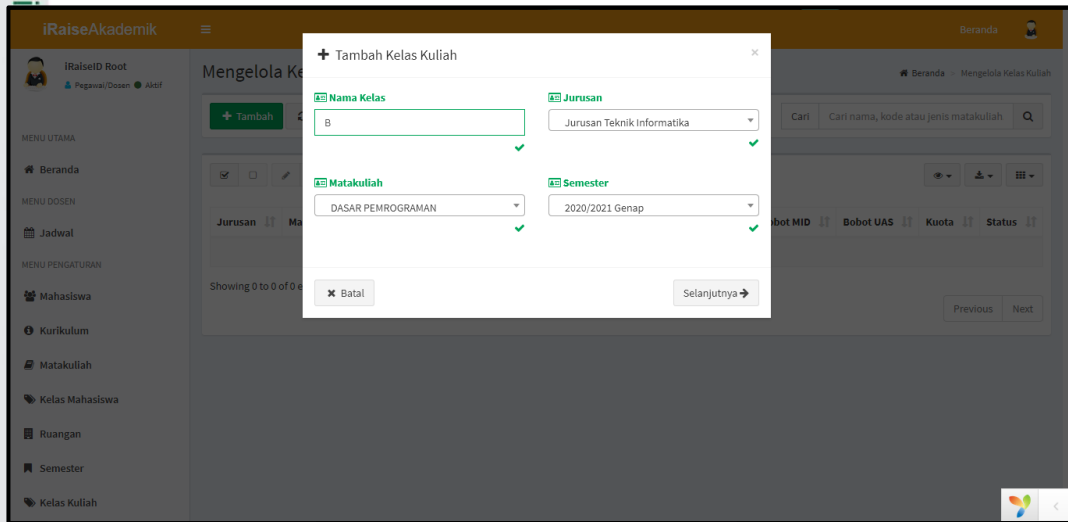 iRaiseAkademik
Beranda
iRaiseID Root
Pegawai/Dosen Aktif
MENU UTAMA
Beranda
MENU DOSEN
Jadwal
MENU PENGATURAN
Mahasiswa
Kurikulum
Matakuliah
Kelas Mahasiswa
Ruangan
Semester
Kelas Kuliah
Mengelola Ke
Beranda > Mengelola Kelas Kuliah
+ Tambah
Cari Cari nama, kode atau jenis matakuliah
Jurusan Ma
obot MID Bobot UAS Kuota Status
Showing 0 to 0 of 0 e
Previous Next
+ Tambah Kelas Kuliah ×
Nama Kelas
B
Jurusan
Jurusan Teknik Informatika
Matakuliah
DASAR PEMROGRAMAN
Semester
2020/2021 Genap
Batal
Selanjutnya